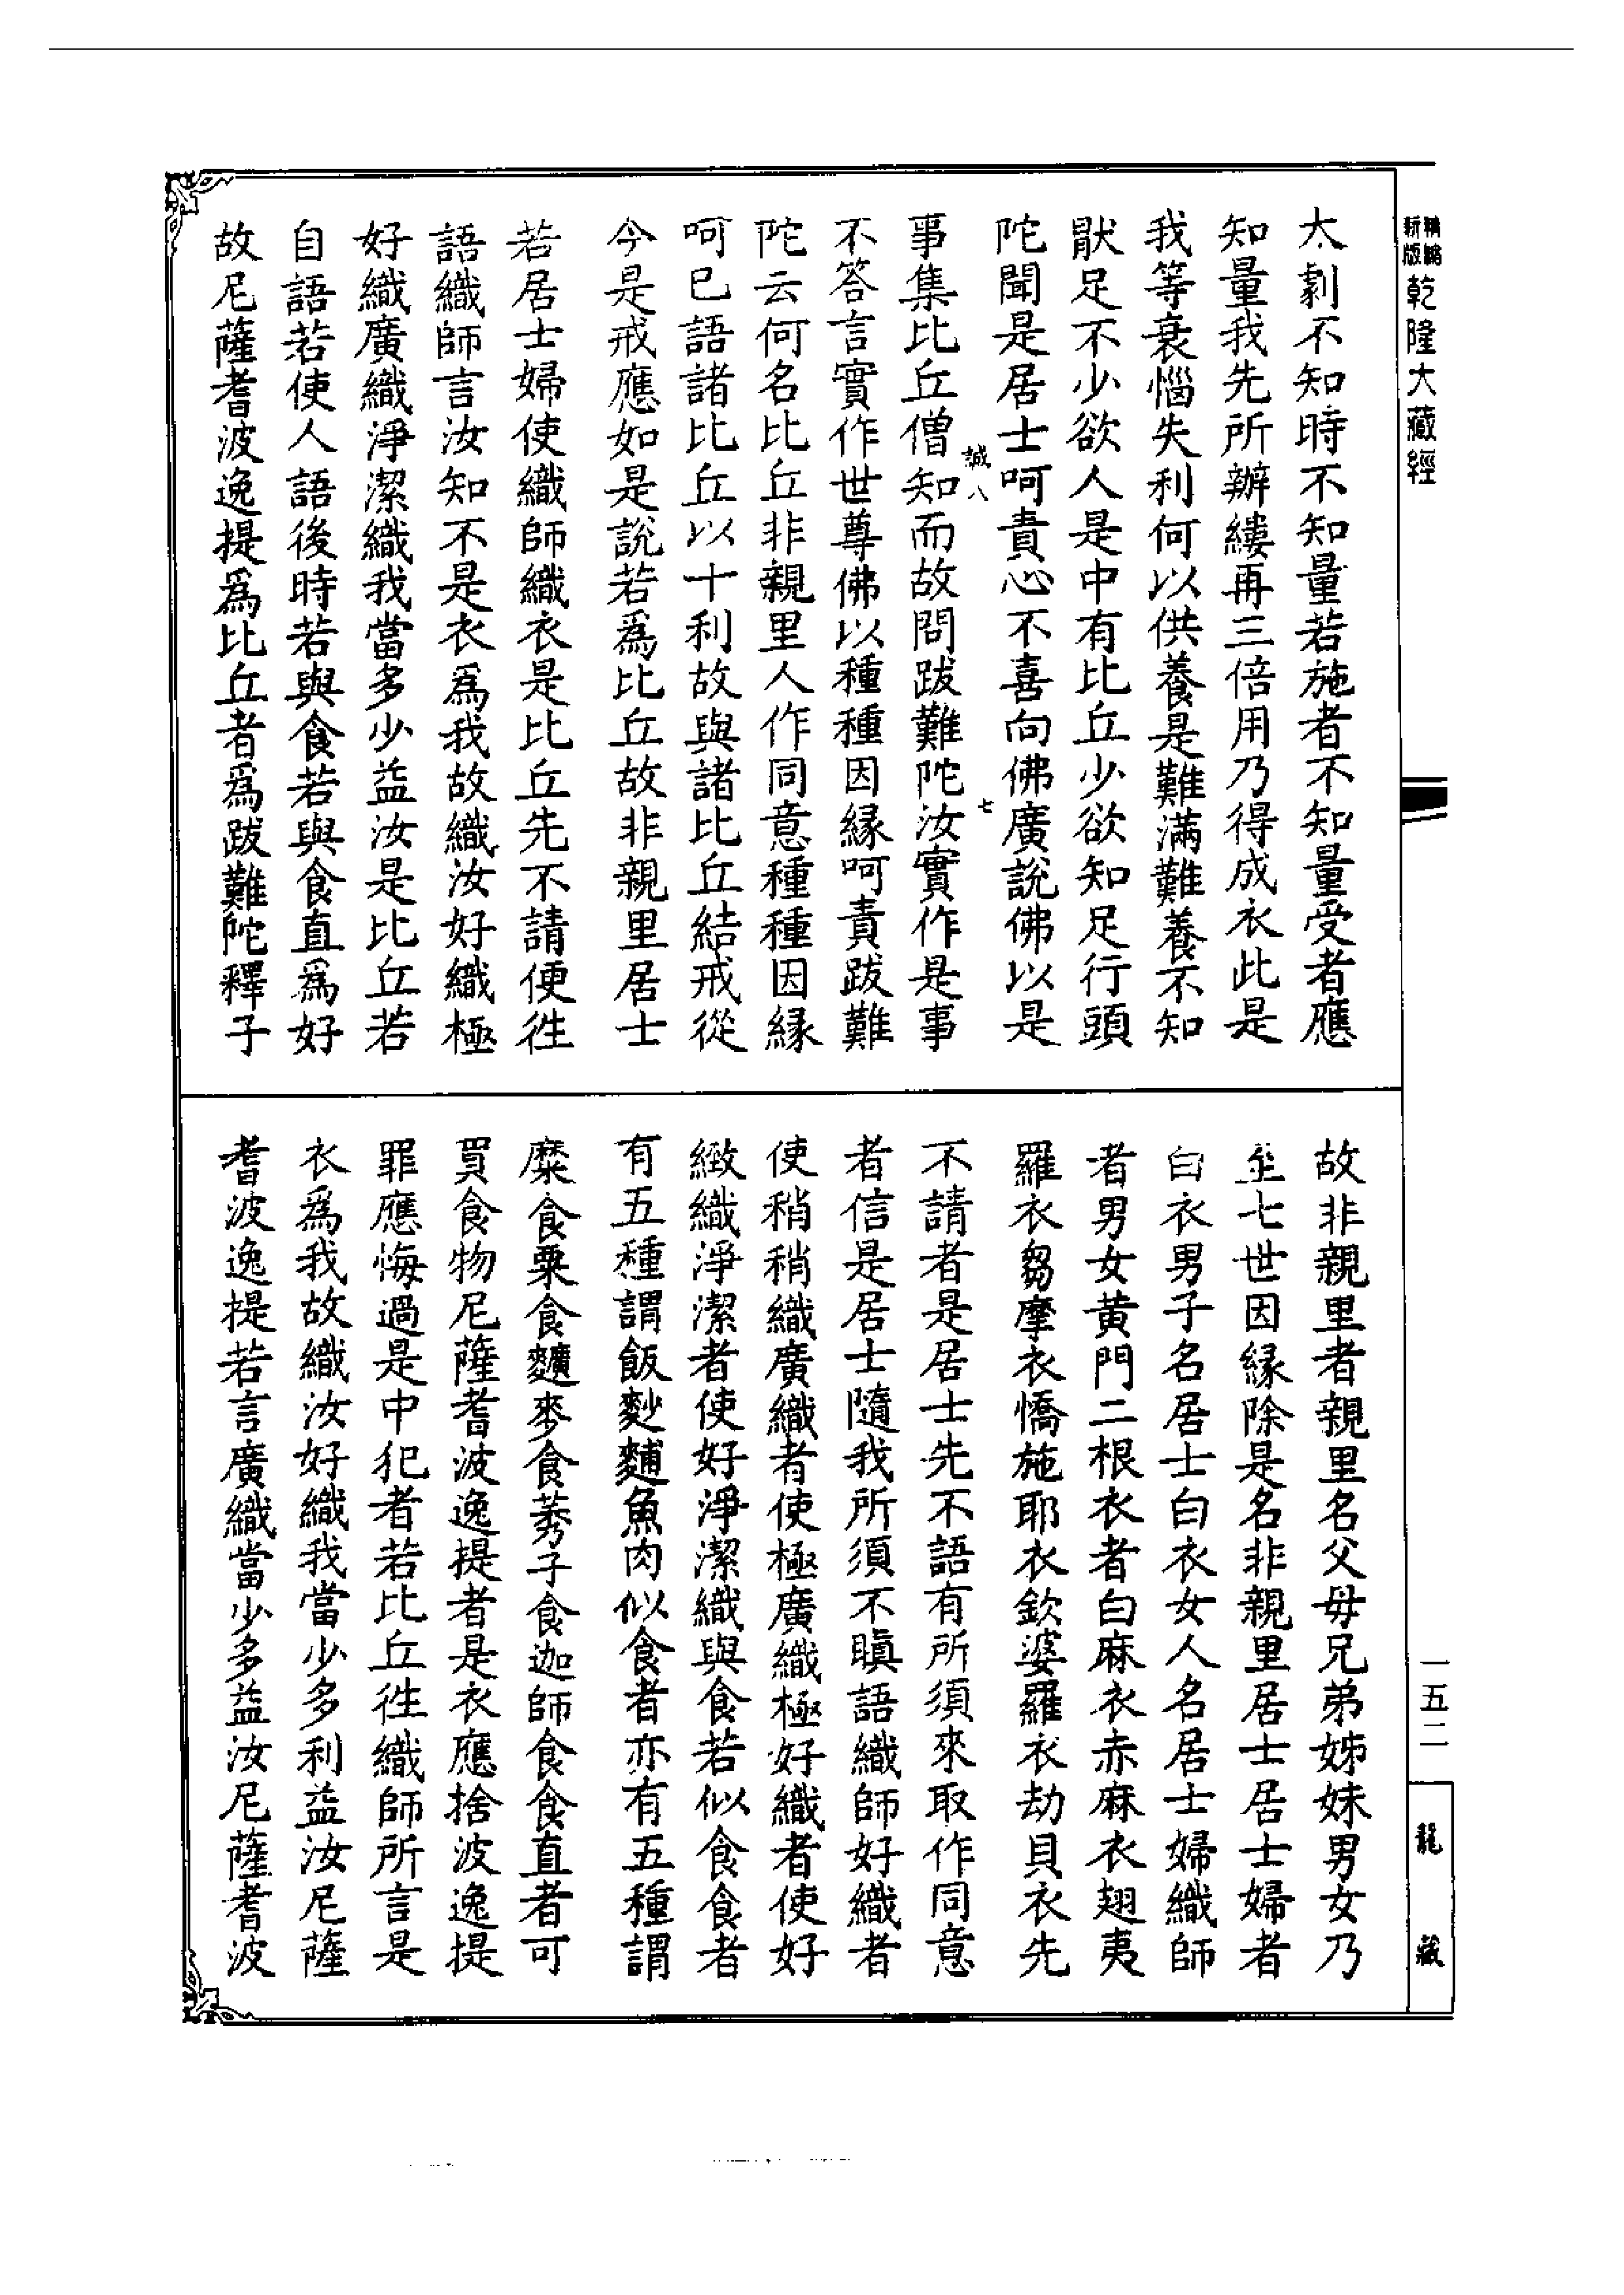 精編
新版
乾隆大藏經
太劇不知時不知量若施者不知量受者應
知量我先所辦縷再三倍用乃得成衣此是
我等衰惱失利何以供養是難滿難養不知
猒足不少欲人是中有比丘少欲知足行頭
陀聞是居士呵責心不喜向佛廣說佛以是
誠八
七
事集比丘僧知而故問跋難陀汝實作是事
不答言實作世尊佛以種種因緣呵責跋難
陀云何名比丘非親里人作同意種種因緣
呵已語諸比丘以十利故與諸比丘結戒從
今是戒應如是說若爲比丘故非親里居士
若居士婦使織師織衣是比丘先不請便徃
語織師言汝知不是衣爲我故織汝好織極
好織廣織淨潔織我當多少益汝是比丘若
自語若使人語後時若與食若與食直爲好
故尼薩耆波逸提爲比丘者爲跋難陀釋子
故非親里者親里名父母兄弟姊妹男女乃
至七世因緣除是名非親里居士居士婦者
白衣男子名居士白衣女人名居士婦織師
者男女黃門二根衣者白麻衣赤麻衣翅夷
羅衣芻摩衣憍施耶衣欽婆羅衣劫貝衣先
不請者是居士先不語有所須來取作同意
者信是居士隨我所須不瞋語織師好織者
使稍稍織廣織者使極廣織極好織者使好
緻織淨潔者使好淨潔織與食若似食食者
有五種謂飯麨麵魚肉似食者亦有五種謂
糜食粟食䴬麥食莠子食迦師食食直者可
買食物尼薩耆波逸提者是衣應捨波逸提
罪應悔過是中犯者若比丘徃織師所言是
衣爲我故織汝好織我當少多利益汝尼薩
耆波逸提若言廣織當少多益汝尼薩耆波
一五二
龍藏